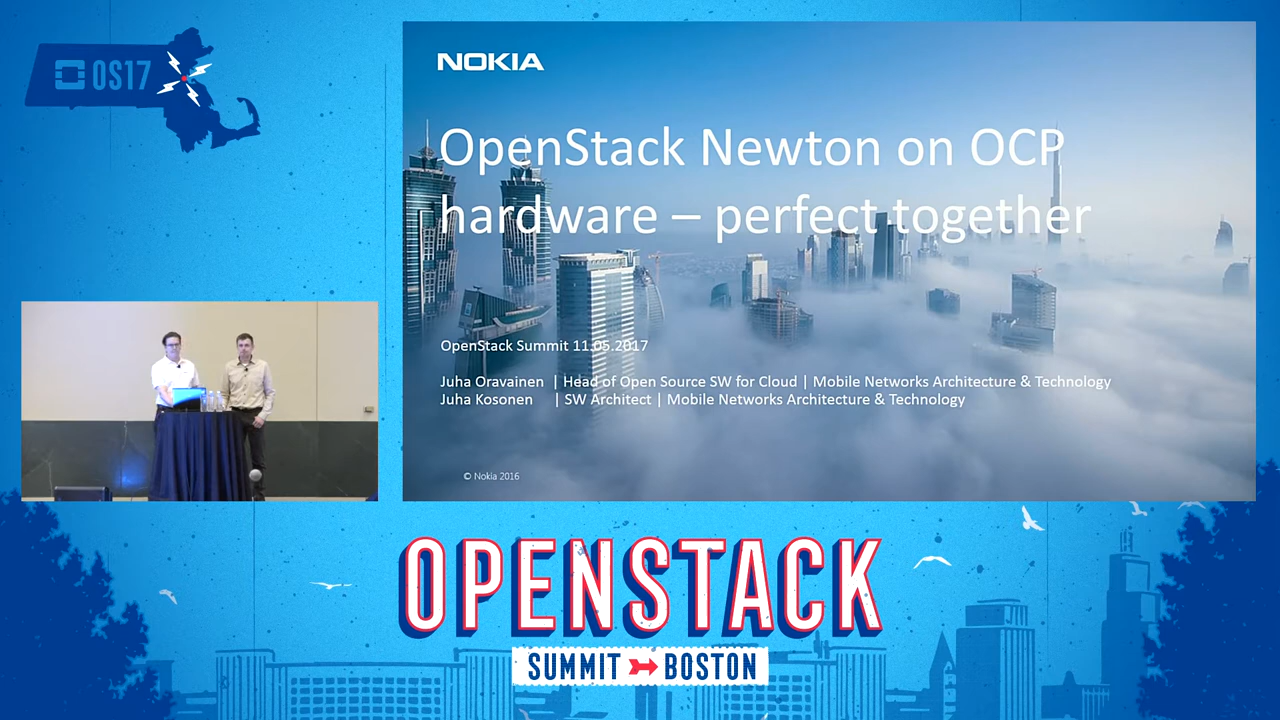 OS17
NOKIA
OpenStack Newton on OCP
hardware – perfect together
OpenStack Summit 11.05.2017
Juha Oravainen | Head of Open Source SW for Cloud | Mobile Networks Architecture & Technology
Juha Kosonen | SW Architect | Mobile Networks Architecture & Technology
© Nokia 2016
OPENSTACK
SUMMIT BOSTON